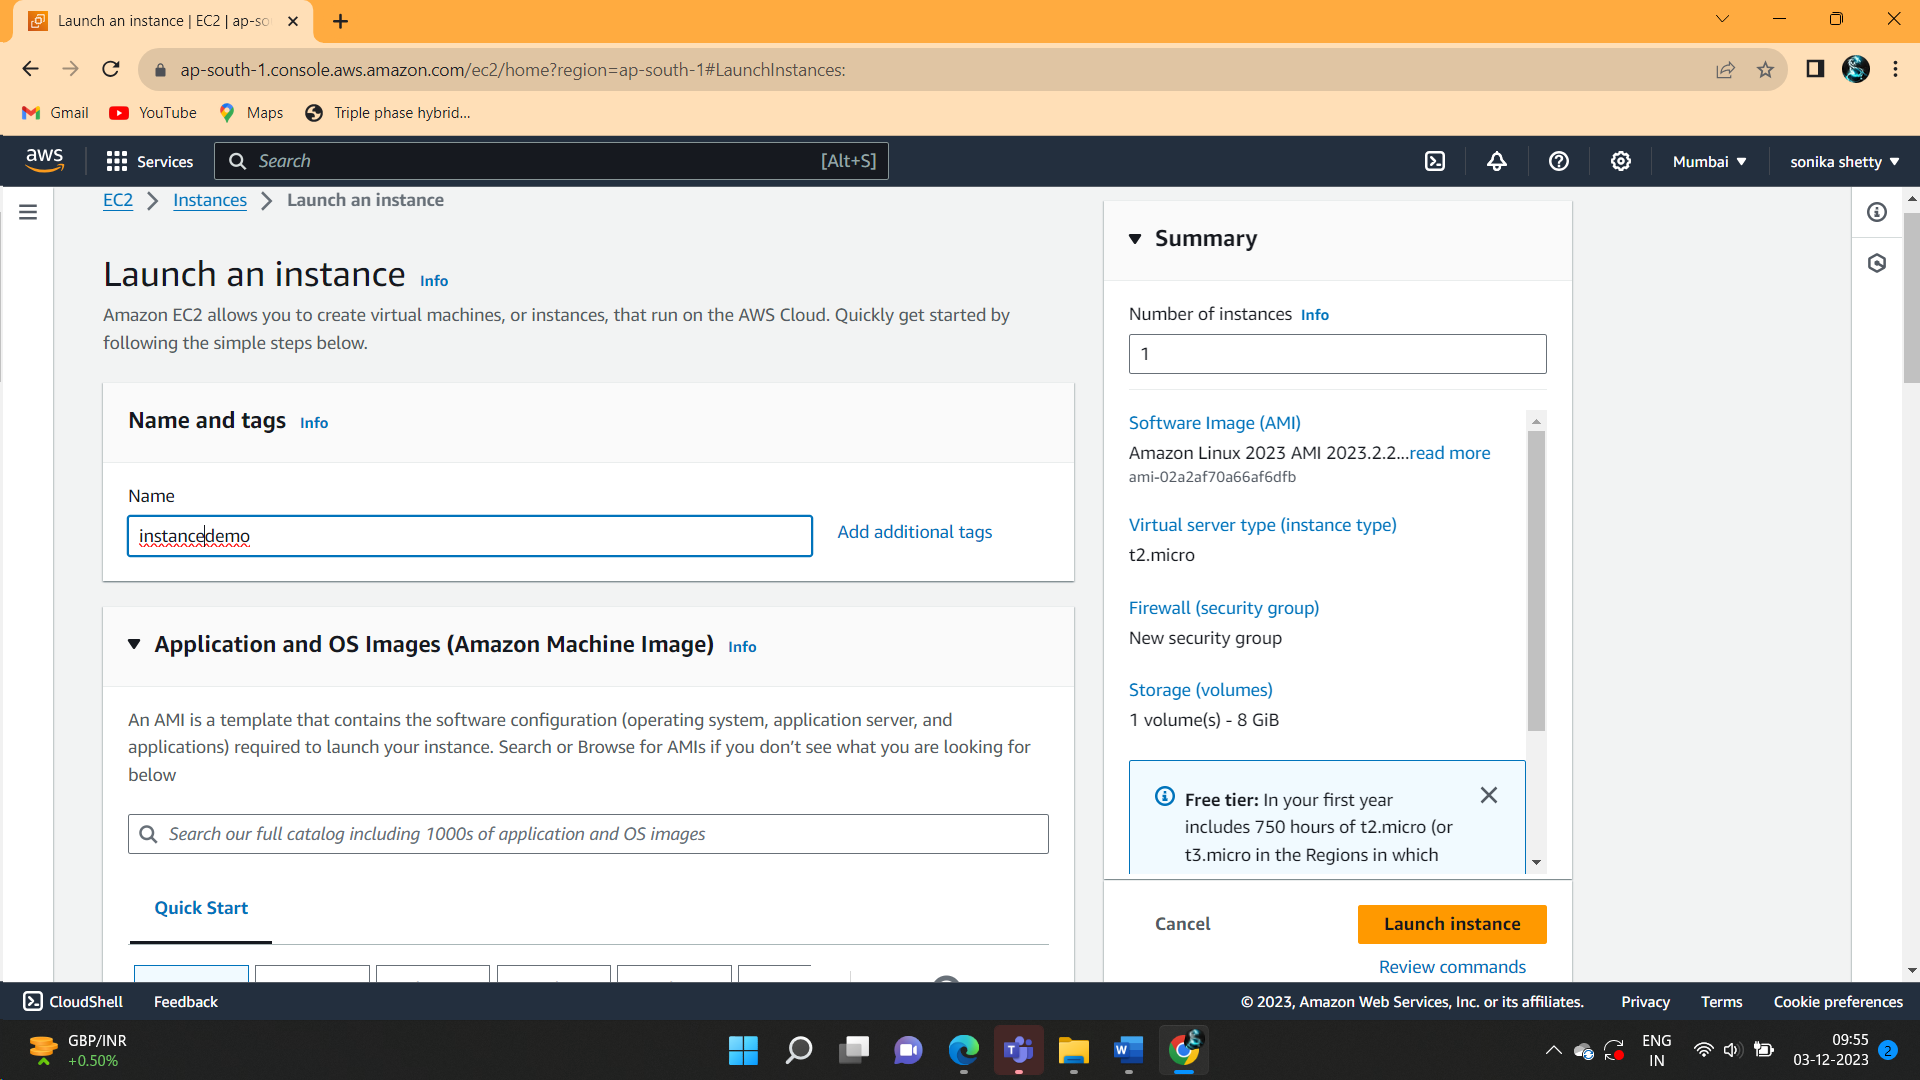 Launch an instance | EC2 | ap-so
ap-south-1.console.aws.amazon.com/ec2/home?region=ap-south-1#LaunchInstances:
Gmail
YouTube
Maps
Triple phase hybrid...
aws
Services
Search
[Alt+S]
Mumbai
sonika shetty
EC2
Instances
Launch an instance
Launch an instance Info
Amazon EC2 allows you to create virtual machines, or instances, that run on the AWS Cloud. Quickly get started by
following the simple steps below.
Name and tags Info
Name
instancedemo
Add additional tags
Application and OS Images (Amazon Machine Image) Info
An AMI is a template that contains the software configuration (operating system, application server, and
applications) required to launch your instance. Search or Browse for AMIs if you don’t see what you are looking for
below
Search our full catalog including 1000s of application and OS images
Quick Start
Summary
Number of instances Info
1
Software Image (AMI)
Amazon Linux 2023 AMI 2023.2.2...read more
ami-02a2af70a66af6dfb
Virtual server type (instance type)
t2.micro
Firewall (security group)
New security group
Storage (volumes)
1 volume(s) - 8 GiB
Free tier: In your first year
includes 750 hours of t2.micro (or
t3.micro in the Regions in which
Cancel
Launch instance
Review commands
CloudShell
Feedback
© 2023, Amazon Web Services, Inc. or its affiliates.
Privacy
Terms
Cookie preferences
GBP/INR
+0.50%
ENG
IN
09:55
03-12-2023
2